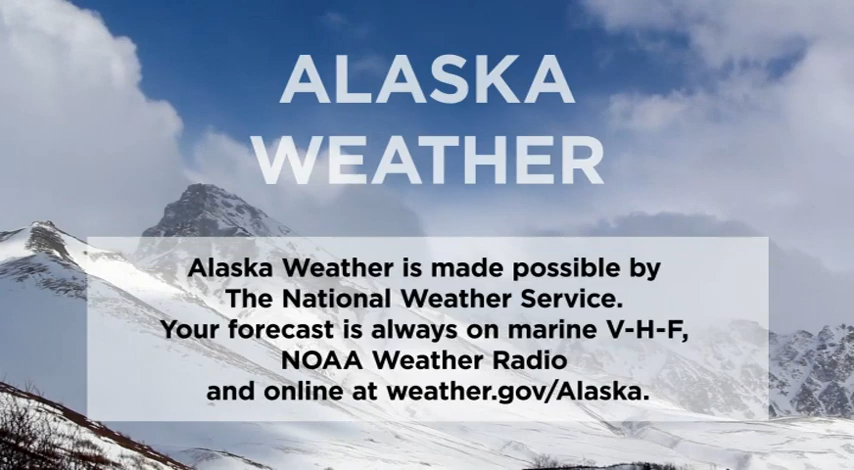 ALASKA
WEATHER
Alaska Weather is made possible by
The National Weather Service.
Your forecast is always on marine V-H-F,
NOAA Weather Radio
and online at weather.gov/Alaska.